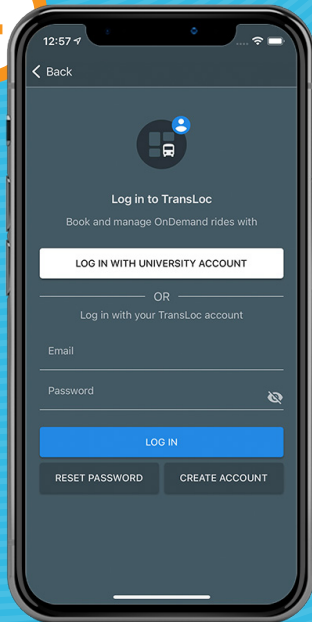 12:57
Back
Log in to TransLoc
Book and manage OnDemand rides with
LOG IN WITH UNIVERSITY ACCOUNT
OR
Log in with your TransLoc account
Email
Password
LOG IN
RESET PASSWORD
CREATE ACCOUNT